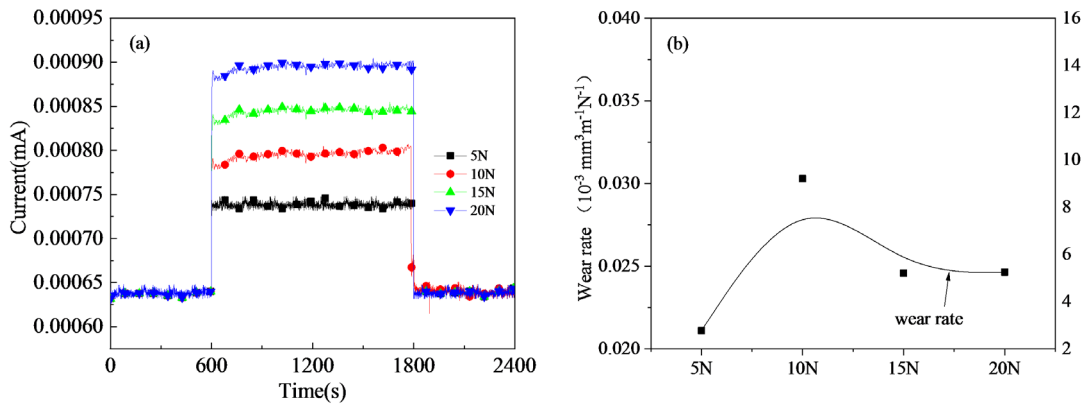 (a)
Current(mA)
0.00095
0.00090
0.00085
0.00080
0.00075
0.00070
0.00065
0.00060
5N
10N
15N
20N
0
600
1200
1800
2400
Time(s)
(b)
Wear rate （10⁻³ mm³m⁻¹N⁻¹)
0.040
0.035
0.030
0.025
0.020
16
14
12
10
8
6
4
2
wear rate
5N
10N
15N
20N